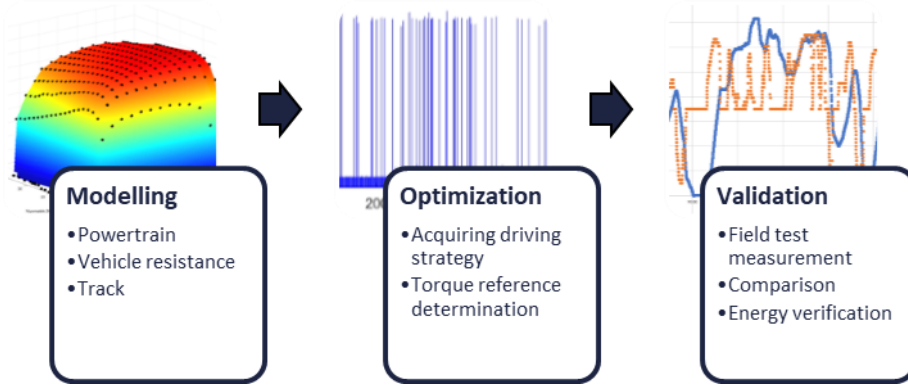 Modelling
•Powertrain
•Vehicle resistance
•Track
Optimization
•Acquiring driving
strategy
•Torque reference
determination
Validation
•Field test
measurement
•Comparison
•Energy verification